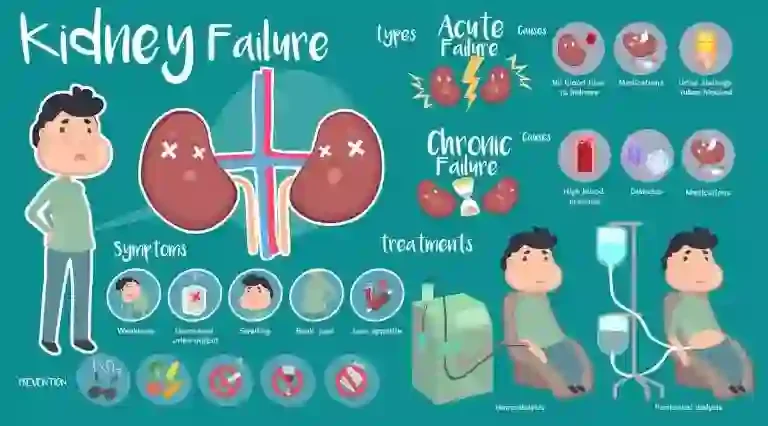 Kidney Failure
Types
Acute
Failure
Causes
No blood flow
to kidneys
Medications
Urine drainage
tubes blocked
Chronic
Failure
Causes
High blood
pressure
Diabetes
Medications
Symptoms
Weakness
Decreased
urine output
Swelling
Back pain
Loss appetite
Treatments
Hemodialysis
Peritoneal dialysis
PREVENTION